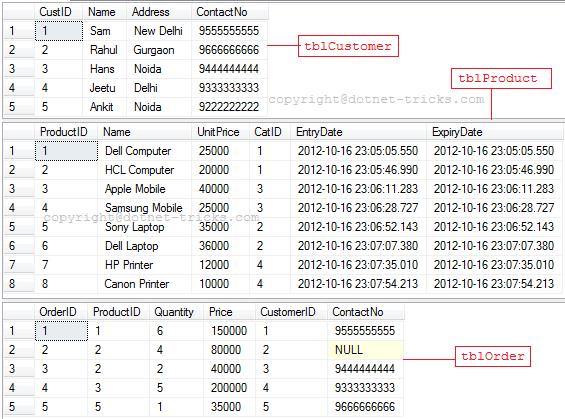 CustID Name Address ContactNo
1 1 Sam New Delhi 9555555555
2 2 Rahul Gurgaon 9666666666
3 3 Hans Noida 9444444444
4 4 Jeetu Delhi 9333333333
5 5 Ankit Noida 9222222222
tblCustomer
copyright@dotnet-tricks.com
tblProduct
ProductID Name UnitPrice CatID EntryDate ExpiryDate
1 1 Dell Computer 25000 1 2012-10-16 23:05:05.550 2012-10-16 23:05:05.550
2 2 HCL Computer 20000 1 2012-10-16 23:05:46.990 2012-10-16 23:05:46.990
3 3 Apple Mobile 40000 3 2012-10-16 23:06:11.283 2012-10-16 23:06:11.283
4 4 Samsung Mobile 25000 3 2012-10-16 23:06:28.727 2012-10-16 23:06:28.727
copyright@dotnet-tricks.com
5 5 Sony Laptop 35000 2 2012-10-16 23:06:52.143 2012-10-16 23:06:52.143
6 6 Dell Laptop 36000 2 2012-10-16 23:07:07.380 2012-10-16 23:07:07.380
7 7 HP Printer 12000 4 2012-10-16 23:07:35.010 2012-10-16 23:07:35.010
8 8 Canon Printer 10000 4 2012-10-16 23:07:54.213 2012-10-16 23:07:54.213
OrderID ProductID Quantity Price CustomerID ContactNo
1 1 1 6 150000 1 9555555555
2 2 2 4 80000 2 NULL
3 3 2 2 40000 3 9444444444
4 4 3 5 200000 4 9333333333
5 5 5 1 35000 5 9666666666
tblOrder